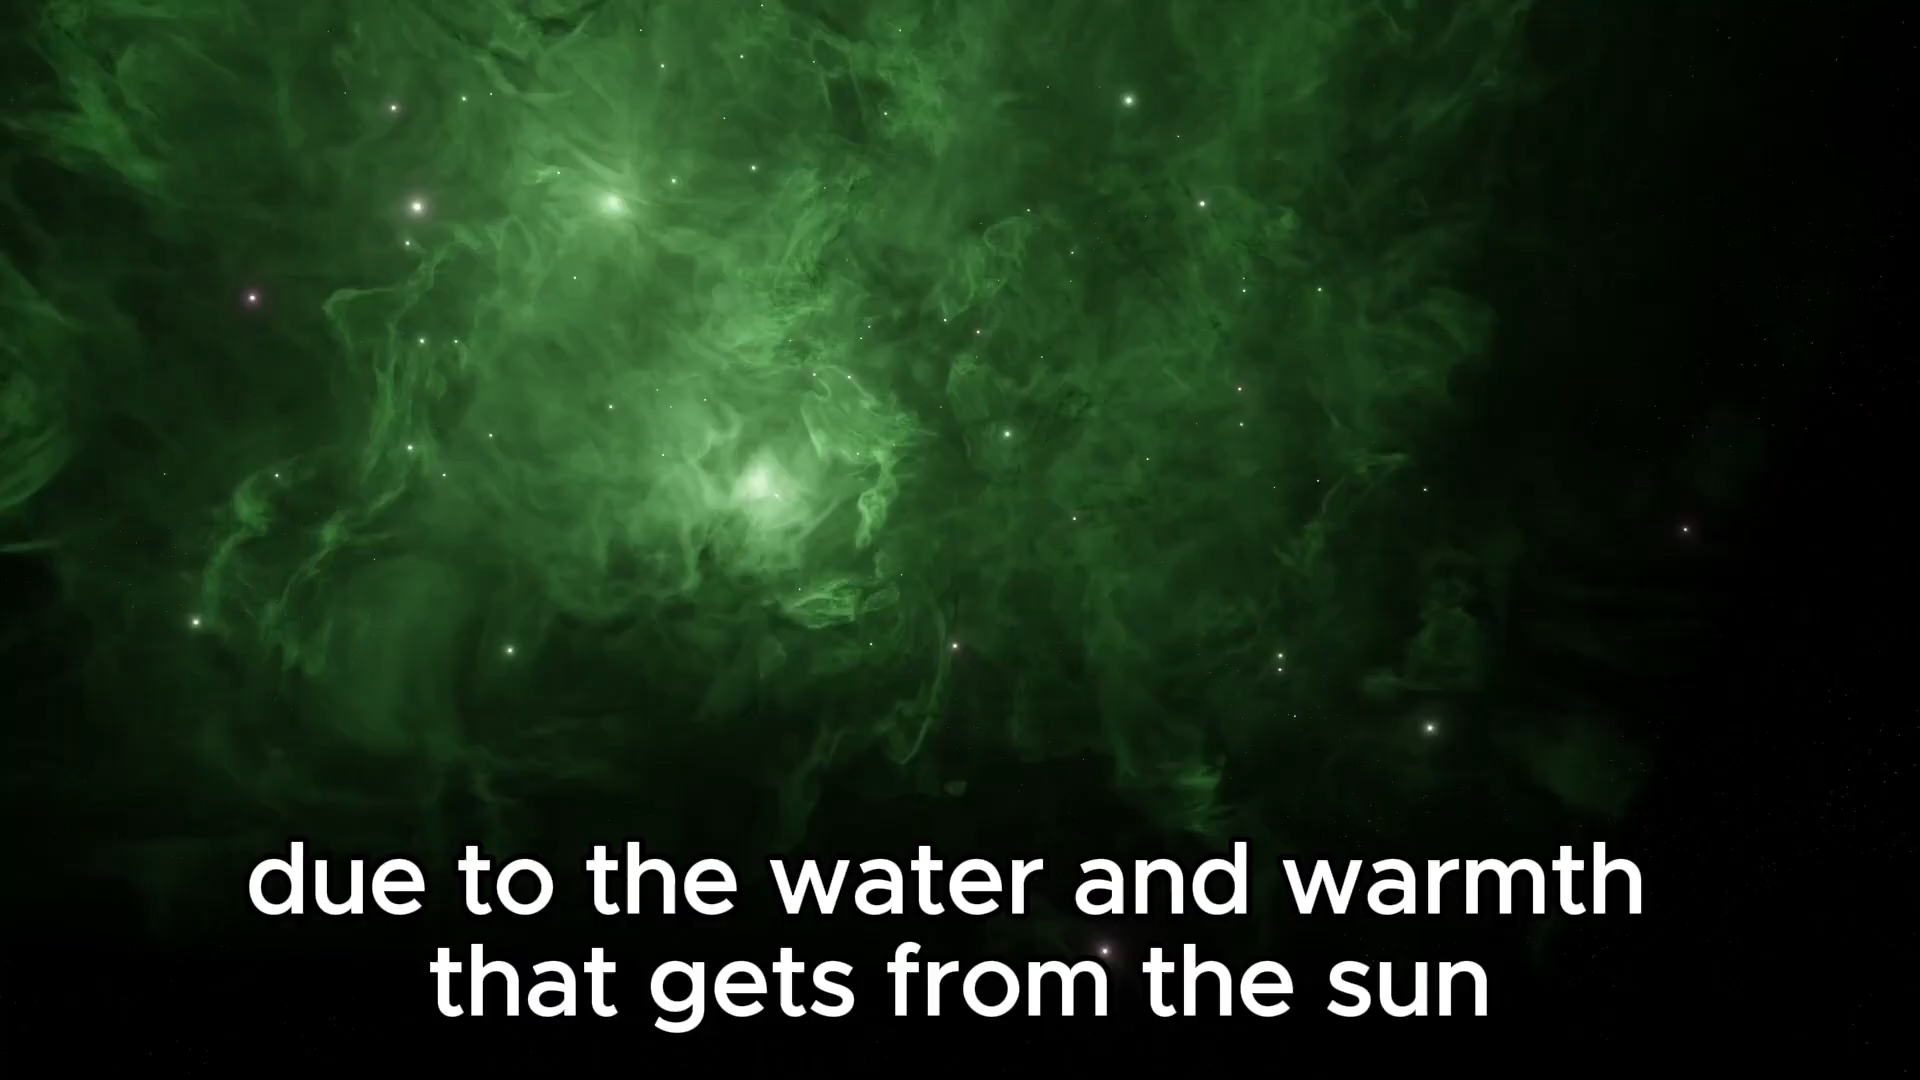 due to the water and warmth
that gets from the sun